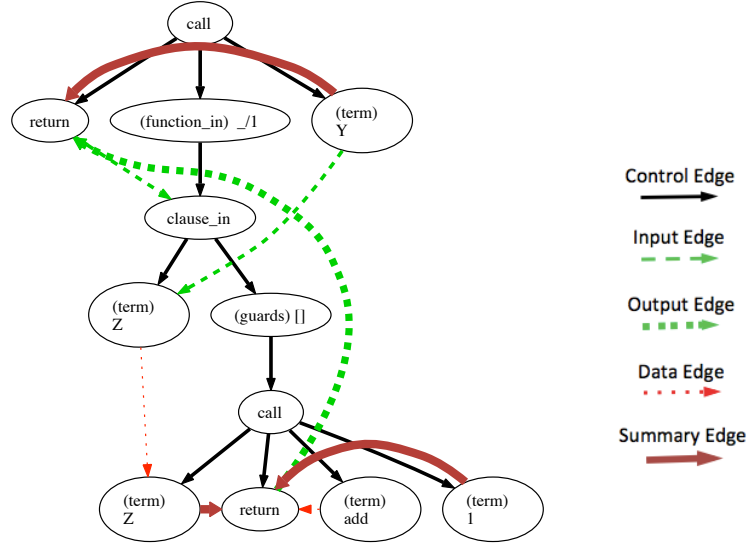 call
return
(function_in) _/1
(term)
Y
clause_in
(term)
Z
(guards) []
call
(term)
Z
return
(term)
add
(term)
1
Control Edge
Input Edge
Output Edge
Data Edge
Summary Edge